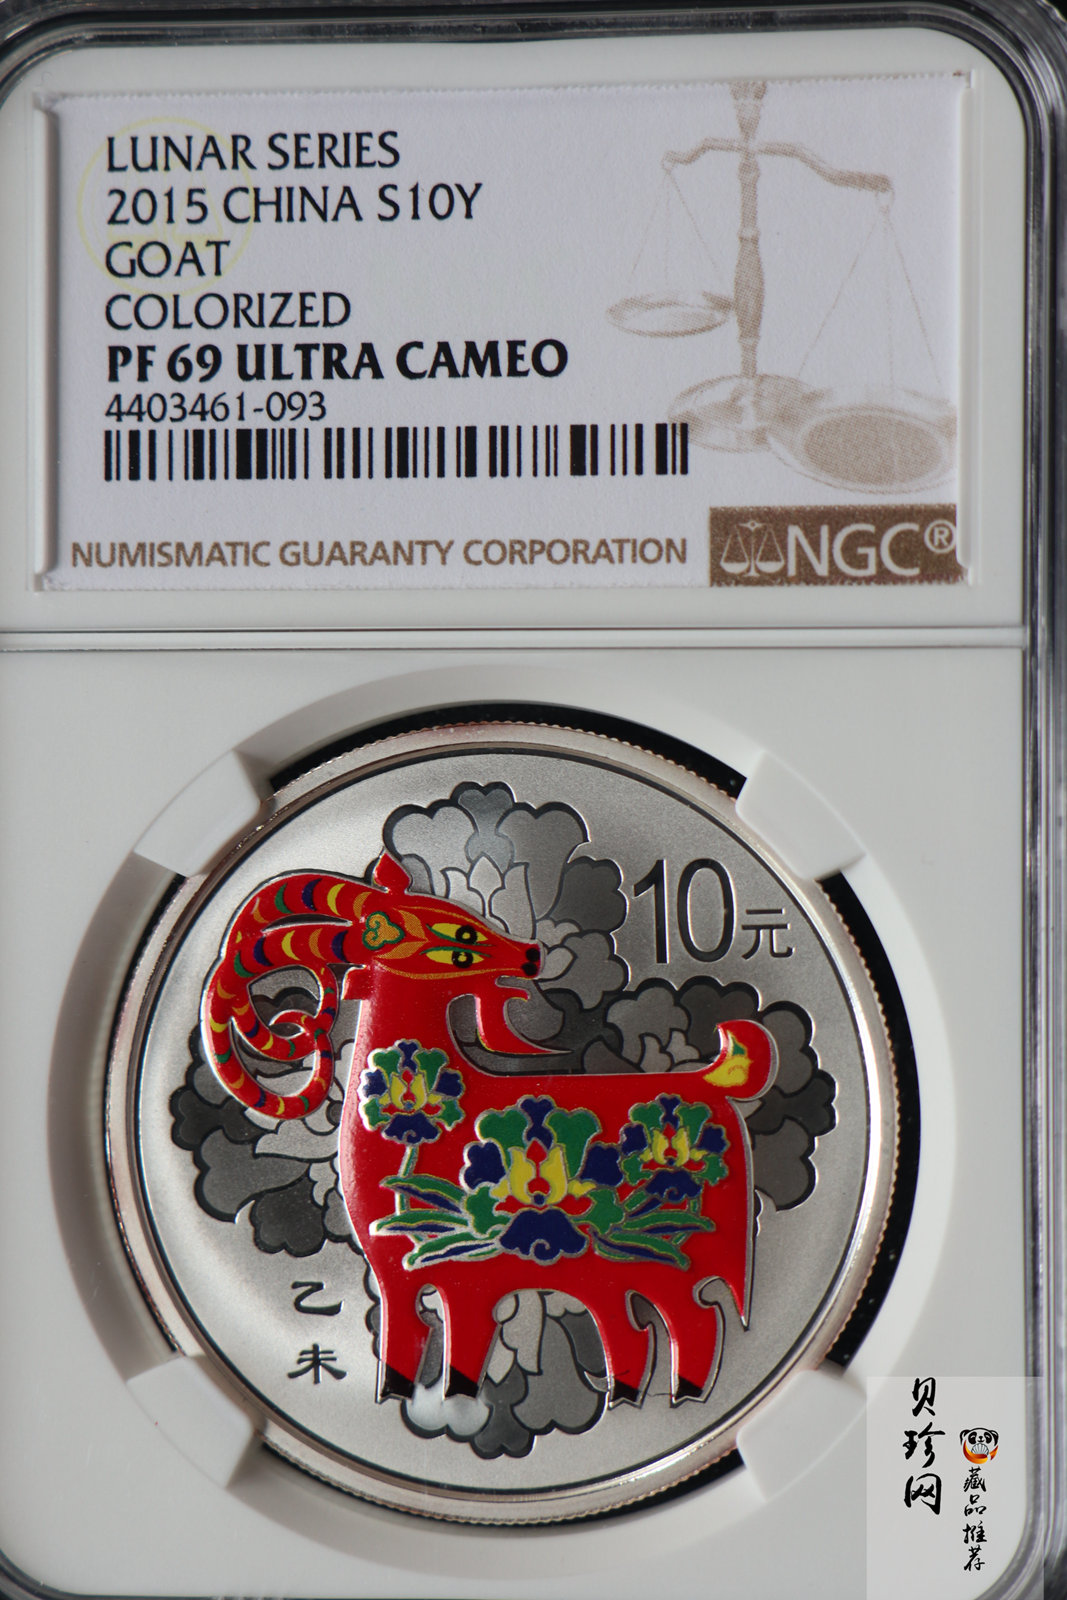 LUNAR SERIES
2015 CHINA S10Y
GOAT
COLORIZED
PF 69 ULTRA CAMEO
4403461-093
NUMISMATIC GUARANTY CORPORATION
NGC®
10元
乙未
贝珍网
藏品推荐